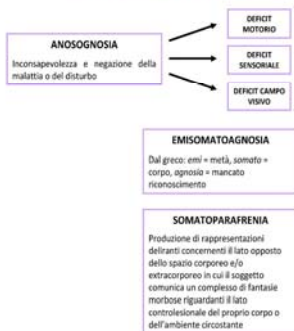 DEFICIT
MOTORIO
ANOSOGNOSIA
Inconsapevolezza e negazione della
malattia o del disturbo
DEFICIT
SENSORIALE
DEFICIT CAMPO
VISIVO
EMISOMATOAGNOSIA
Dal greco: emi = metà, somato =
corpo, agnosia = mancato
riconoscimento
SOMATOPARAFRENIA
Produzione di rappresentazioni
deliranti concernenti il lato opposto
dello spazio corporeo e/o
extracorporeo in cui il soggetto
comunica un complesso di fantasie
morbose riguardanti il lato
controlesionale del proprio corpo o
dell'ambiente circostante